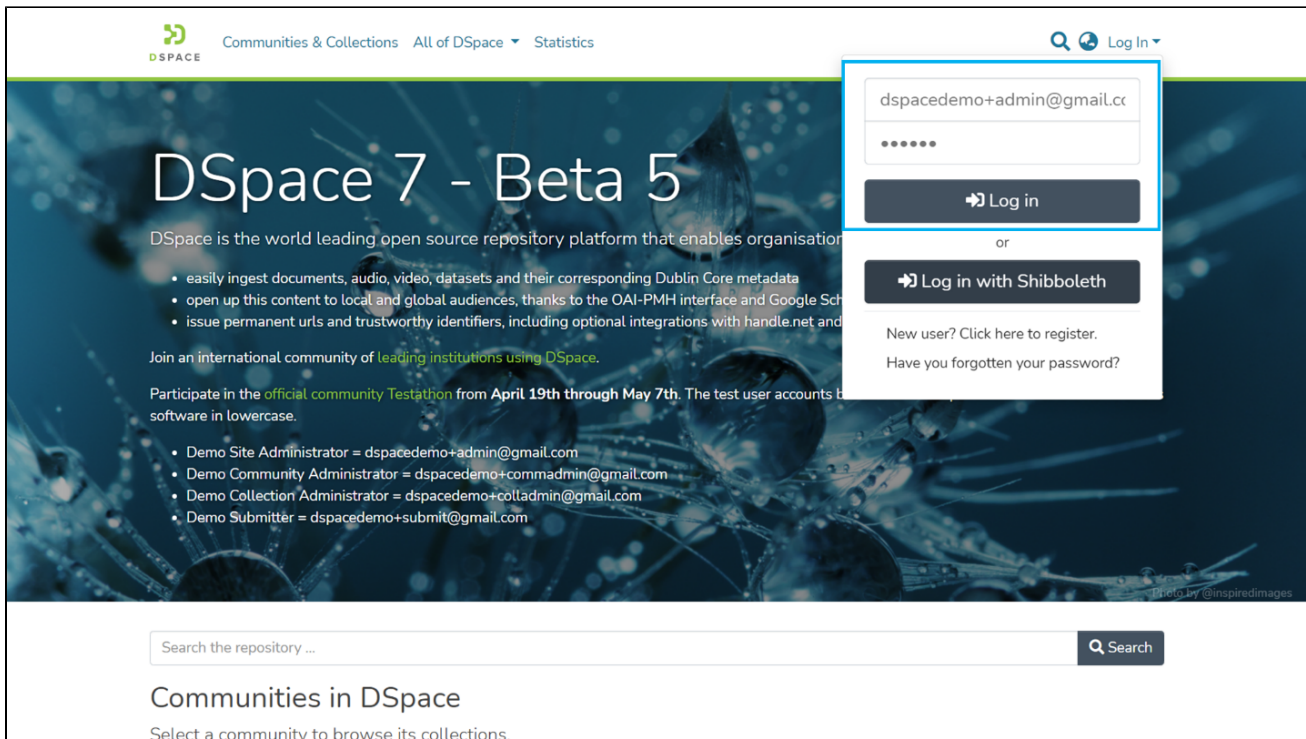 DSPACE
Communities & Collections All of DSpace Statistics Log In
dspacedemo+admin@gmail.cc
••••••
Log in
or
Log in with Shibboleth
New user? Click here to register.
Have you forgotten your password?
DSpace 7 - Beta 5
DSpace is the world leading open source repository platform that enables
easily ingest documents, audio, video, datasets and their corresponding Dublin Core metadata
open up this content to local and global audiences, thanks to the OAI-PMH interface and Google
issue permanent urls and trustworthy identifiers, including optional integrations with handle.net and
Join an international community of leading institutions using DSpace.
Participate in the official community Testathon from April 19th through May 7th. The test user accounts
software in lowercase.
Demo Site Administrator = dspacedemo+admin@gmail.com
Demo Community Administrator = dspacedemo+commadmin@gmail.com
Demo Collection Administrator = dspacedemo+colladmin@gmail.com
Demo Submitter = dspacedemo+submit@gmail.com
Photo by @inspiredimages
Search the repository ... Search
Communities in DSpace
Select a community to browse its collections.